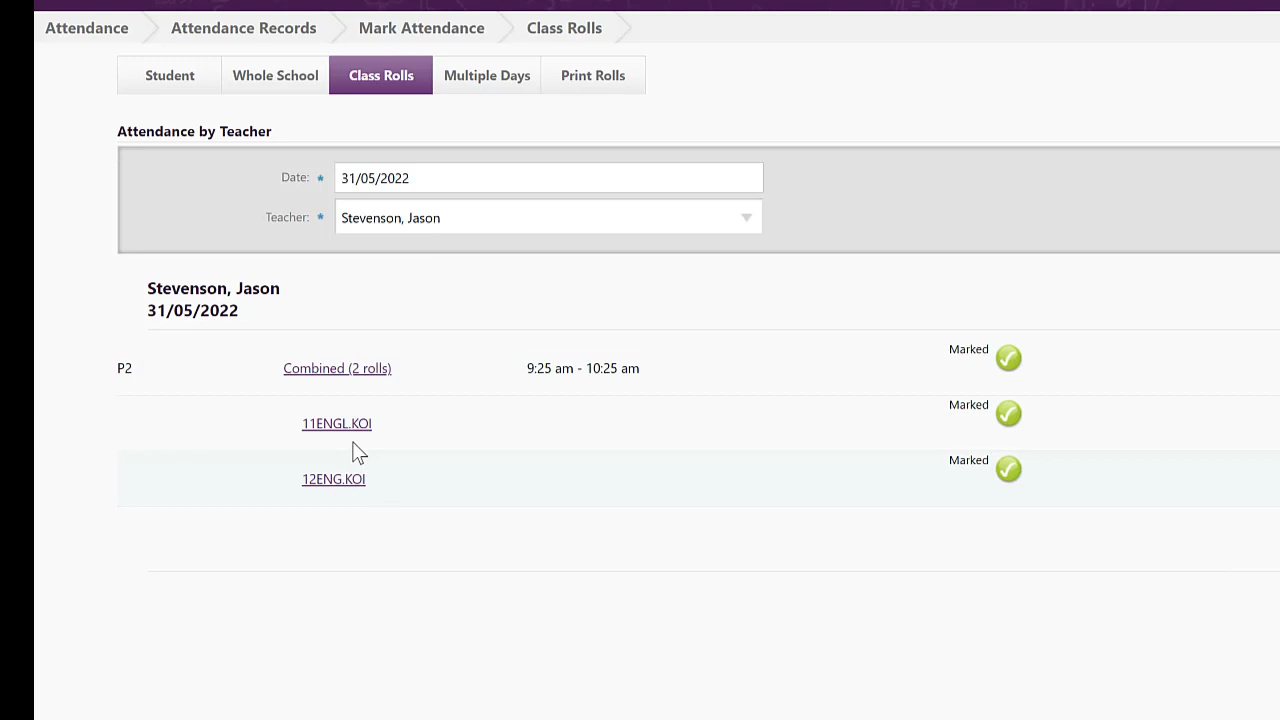 Attendance Attendance Records Mark Attendance Class Rolls
Student Whole School Class Rolls Multiple Days Print Rolls
Attendance by Teacher
Date: * 31/05/2022
Teacher: * Stevenson, Jason
Stevenson, Jason
31/05/2022
P2 Combined (2 rolls) 9:25 am - 10:25 am Marked
11ENGL.KOI Marked
12ENG.KOI Marked